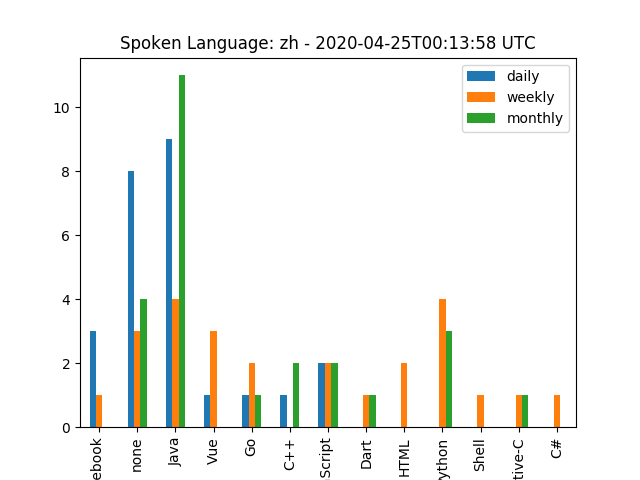 Spoken Language: zh - 2020-04-25T00:13:58 UTC
daily
weekly
monthly
10
8
6
4
2
0
ebook
none
Java
Vue
Go
C++
Script
Dart
HTML
ython
Shell
tive-C
C#